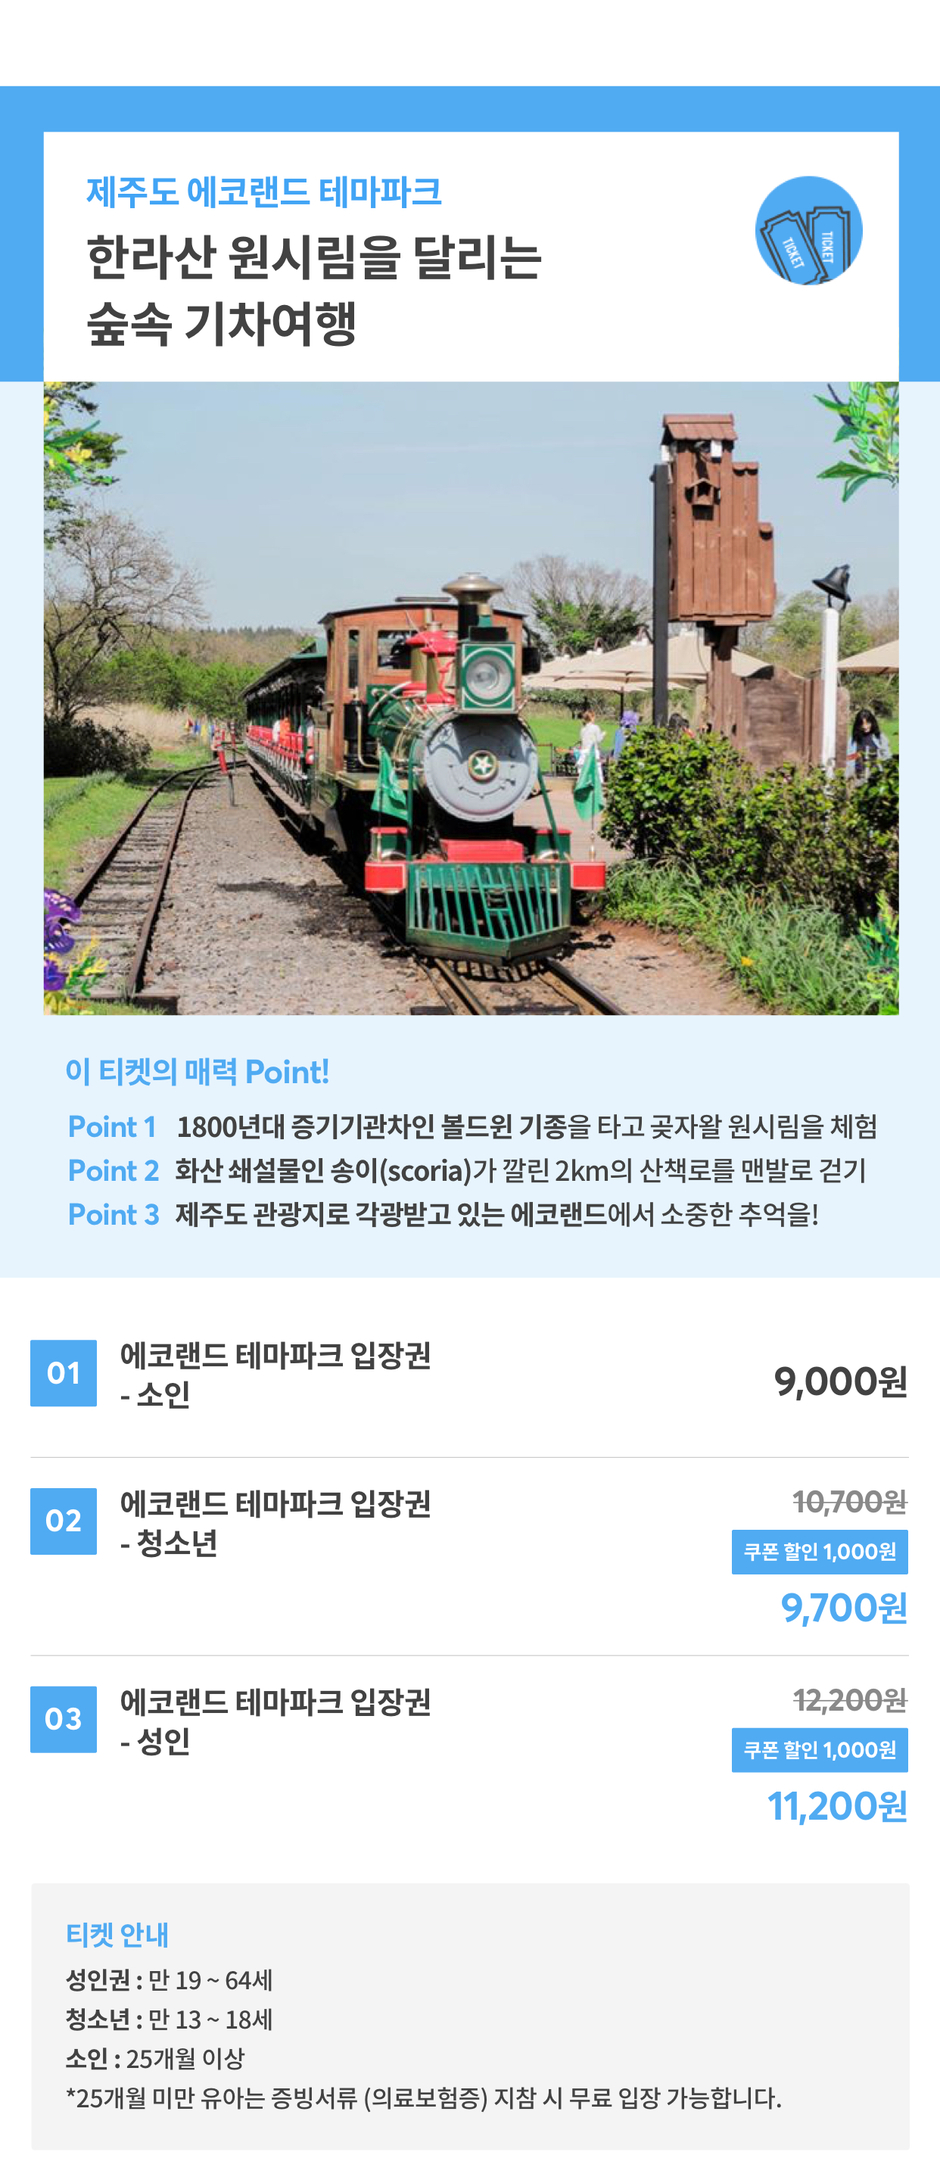 제주도 에코랜드 테마파크
한라산 원시림을 달리는
숲속 기차여행
TICKET
TICKET
이 티켓의 매력 Point!
Point 1 1800년대 증기기관차인 볼드윈 기종을 타고 곶자왈 원시림을 체험
Point 2 화산 쇄설물인 송이(scoria)가 깔린 2km의 산책로를 맨발로 걷기
Point 3 제주도 관광지로 각광받고 있는 에코랜드에서 소중한 추억을!
01 에코랜드 테마파크 입장권
- 소인
9,000원
02 에코랜드 테마파크 입장권
- 청소년
10,700원
쿠폰 할인 1,000원
9,700원
03 에코랜드 테마파크 입장권
- 성인
12,200원
쿠폰 할인 1,000원
11,200원
티켓 안내
성인권 : 만 19 ~ 64세
청소년 : 만 13 ~ 18세
소인 : 25개월 이상
*25개월 미만 유아는 증빙서류 (의료보험증) 지참 시 무료 입장 가능합니다.